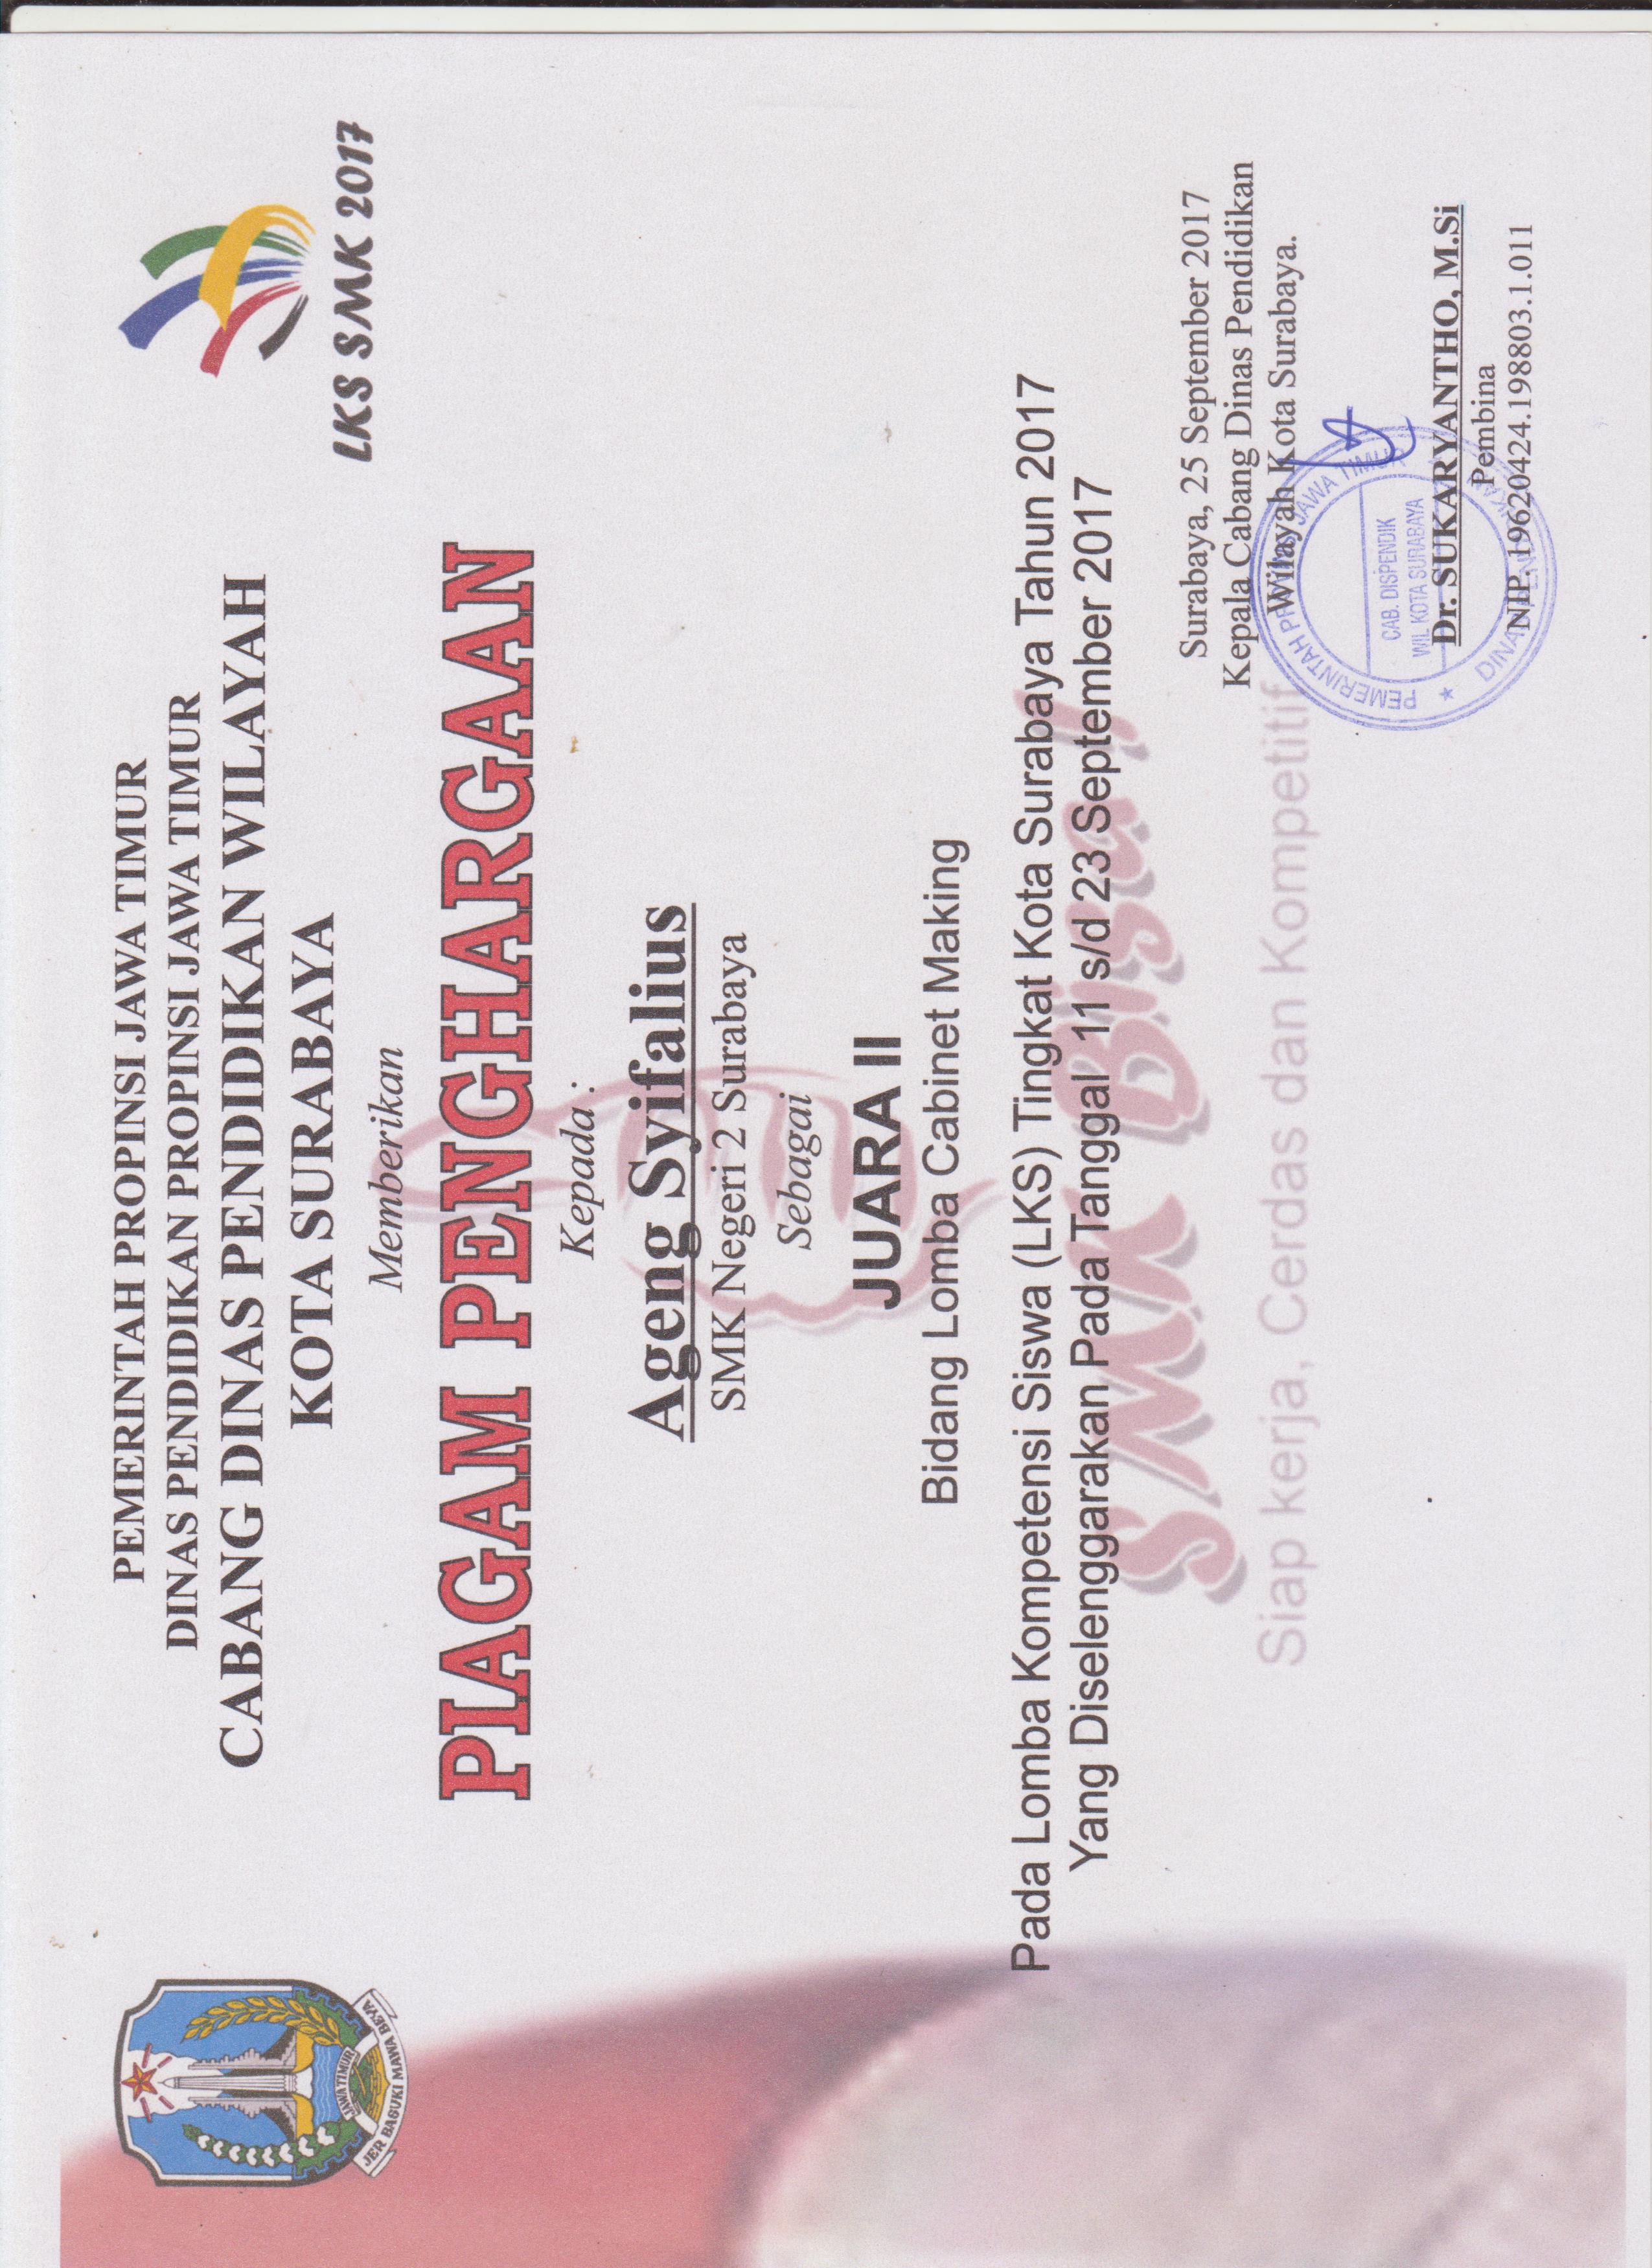 PEMERINTAH PROPINSI JAWA TIMUR
DINAS PENDIDIKAN PROPINSI JAWA TIMUR
CABANG DINAS PENDIDIKAN WILAYAH
KOTA SURABAYA
JAWA TIMUR
JER BASUKI MAWA BEYA
LKS SMK 2017
Memberikan
PIAGAM PENGHARGAAN
Kepada :
Ageng Syifalius
SMK Negeri 2 Surabaya
Sebagai
JUARA II
Bidang Lomba Cabinet Making
Pada Lomba Kompetensi Siswa (LKS) Tingkat Kota Surabaya Tahun 2017
Yang Diselenggarakan Pada Tanggal 11 s/d 23 September 2017
SMK Bisa!
Siap kerja, Cerdas dan Kompetitif
Surabaya, 25 September 2017
Kepala Cabang Dinas Pendidikan
Wilayah Kota Surabaya.
PEMERINTAH JAWA TIMUR
CAB. DISPENDIK
WIL KOTA SURABAYA
Dr. SUKARYANTHO, M.Si
Pembina
NIP. 19620424.198803.1.011